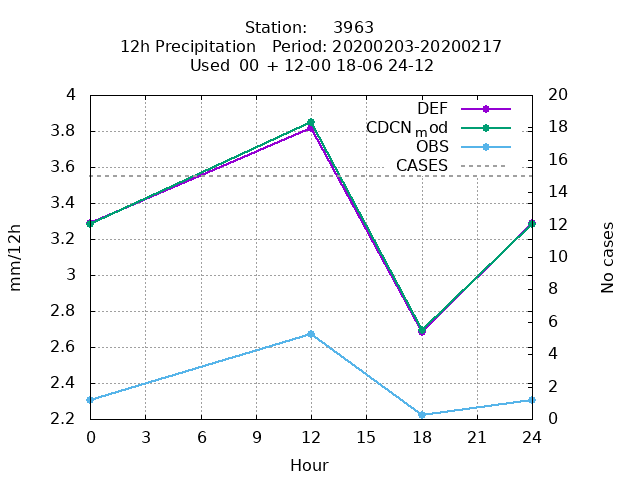 Station: 3963
12h Precipitation Period: 20200203-20200217
Used 00 + 12-00 18-06 24-12
4
3.8
3.6
3.4
3.2
3
2.8
2.6
2.4
2.2
mm/12h
DEF
CDCNmod
OBS
CASES
20
18
16
14
12
10
8
6
4
2
0
No cases
0 3 6 9 12 15 18 21 24
Hour